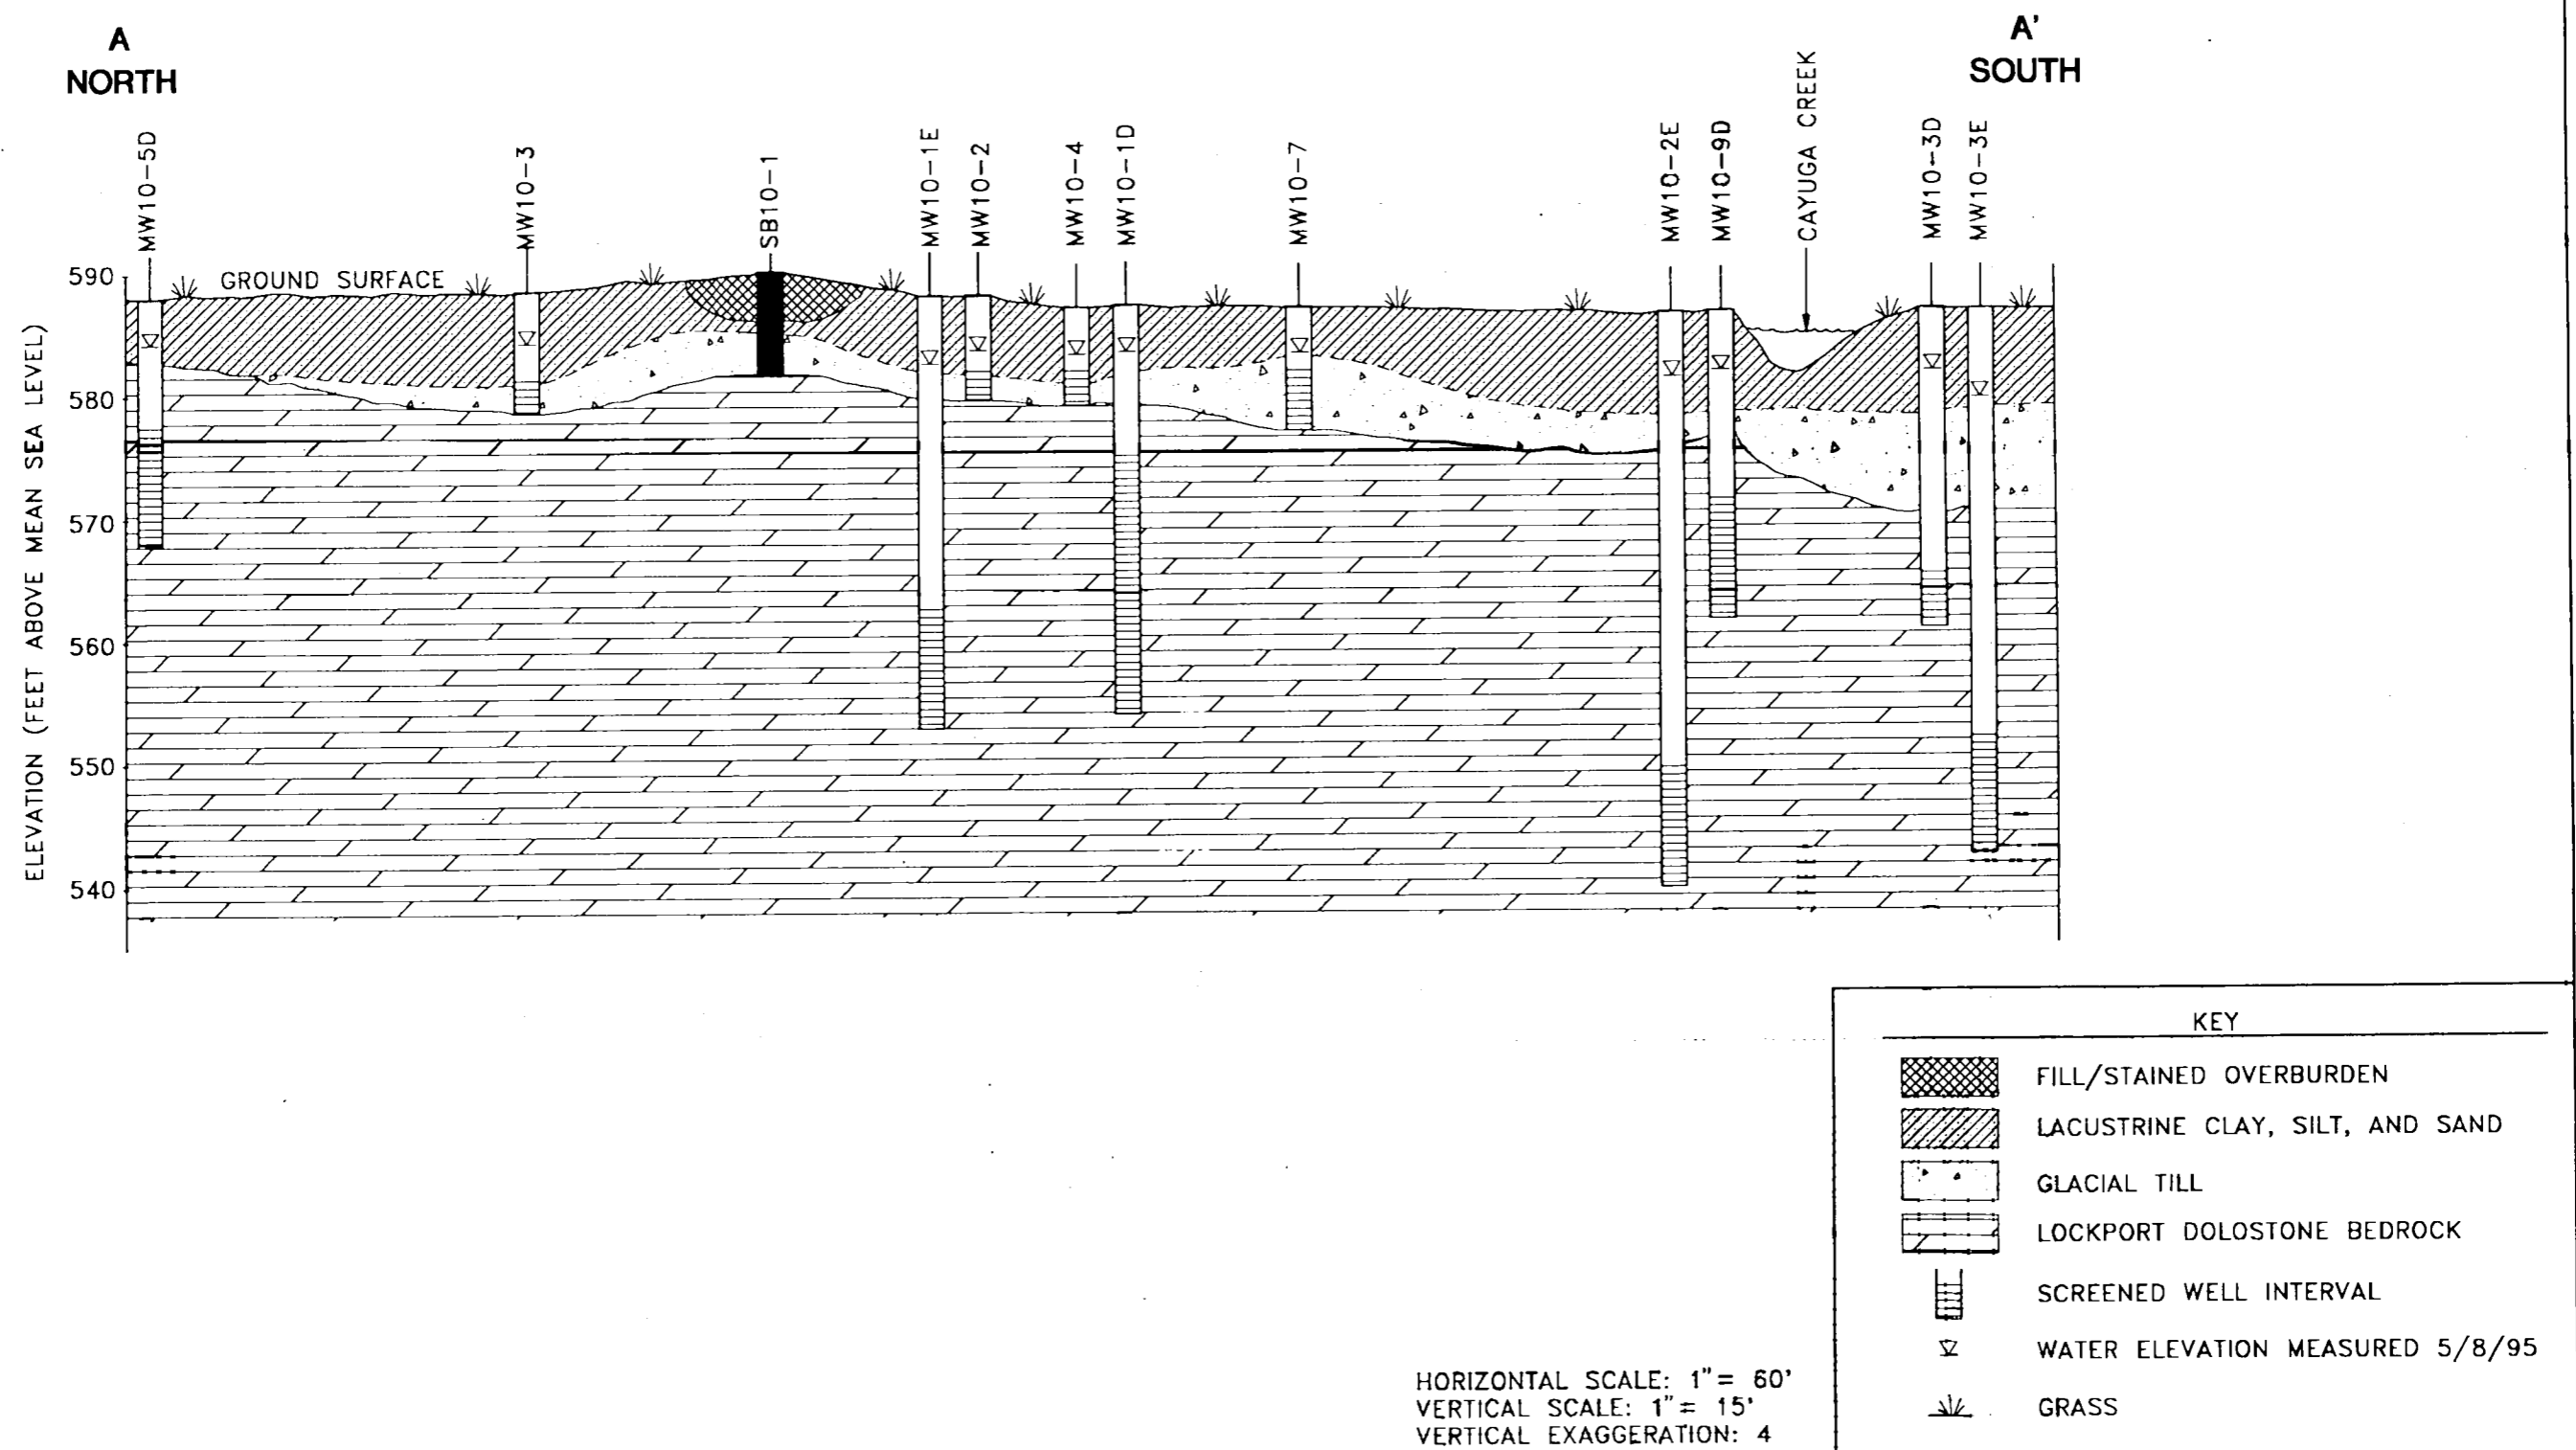 A
NORTH
A'
SOUTH
MW10-5D
MW10-3
SB10-1
MW10-1E
MW10-2
MW10-4
MW10-1D
MW10-7
MW10-2E
MW10-9D
CAYUGA CREEK
MW10-3D
MW10-3E
GROUND SURFACE
ELEVATION (FEET ABOVE MEAN SEA LEVEL)
590
580
570
560
550
540
KEY
FILL/STAINED OVERBURDEN
LACUSTRINE CLAY, SILT, AND SAND
GLACIAL TILL
LOCKPORT DOLOSTONE BEDROCK
SCREENED WELL INTERVAL
WATER ELEVATION MEASURED 5/8/95
GRASS
HORIZONTAL SCALE: 1"= 60'
VERTICAL SCALE: 1"= 15'
VERTICAL EXAGGERATION: 4